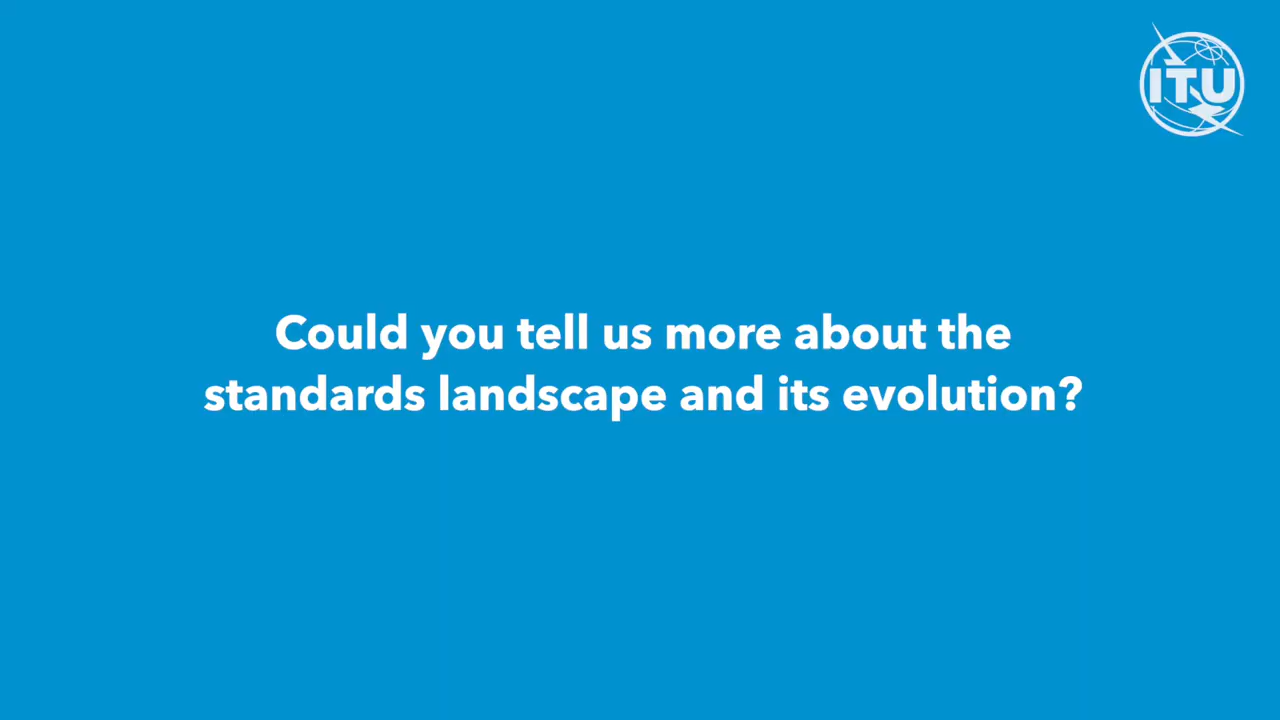 ITU
Could you tell us more about the
standards landscape and its evolution?